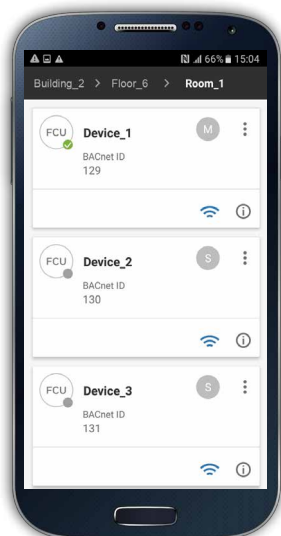 66% 15:04
Building_2 > Floor_6 > Room_1
FCU Device_1 M
BACnet ID
129
FCU Device_2 S
BACnet ID
130
FCU Device_3 S
BACnet ID
131